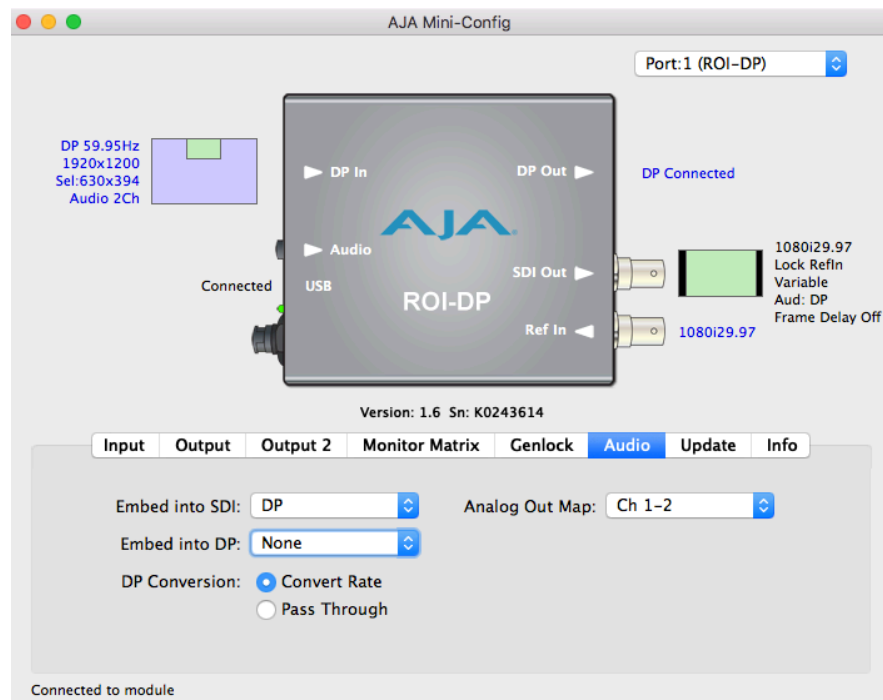 AJA Mini-Config
Port:1 (ROI-DP)
DP 59.95Hz
1920x1200
Sel:630x394
Audio 2Ch
DP In
DP Out
DP Connected
AJA
Audio
Connected
USB
SDI Out
ROI-DP
Ref In
1080i29.97
Lock RefIn
Variable
Aud: DP
Frame Delay Off
1080i29.97
Version: 1.6 Sn: K0243614
Input Output Output 2 Monitor Matrix Genlock Audio Update Info
Embed into SDI: DP Analog Out Map: Ch 1-2
Embed into DP: None
DP Conversion: Convert Rate
Pass Through
Connected to module